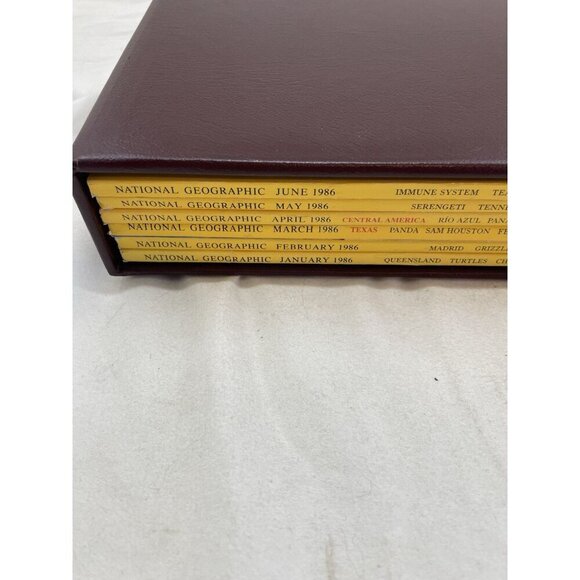 NATIONAL GEOGRAPHIC JUNE 1986 IMMUNE SYSTEM
NATIONAL GEOGRAPHIC MAY 1986 SERENGETI
NATIONAL GEOGRAPHIC APRIL 1986 CENTRAL AMERICA RÍO AZUL
NATIONAL GEOGRAPHIC MARCH 1986 TEXAS PANDA SAM HOUSTON
NATIONAL GEOGRAPHIC FEBRUARY 1986 MADRID
NATIONAL GEOGRAPHIC JANUARY 1986 QUEENSLAND TURTLES